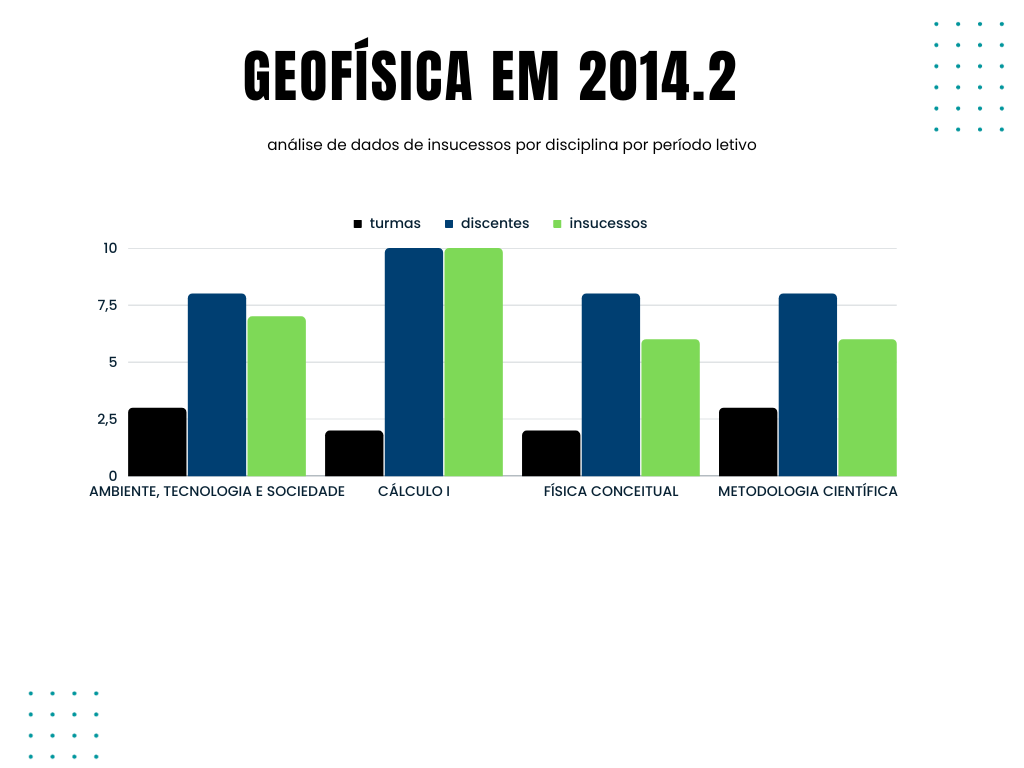 GEOFÍSICA EM 2014.2
análise de dados de insucessos por disciplina por período letivo
turmas discentes insucessos
10
7,5
5
2,5
0
AMBIENTE, TECNOLOGIA E SOCIEDADE CÁLCULO I FÍSICA CONCEITUAL METODOLOGIA CIENTÍFICA